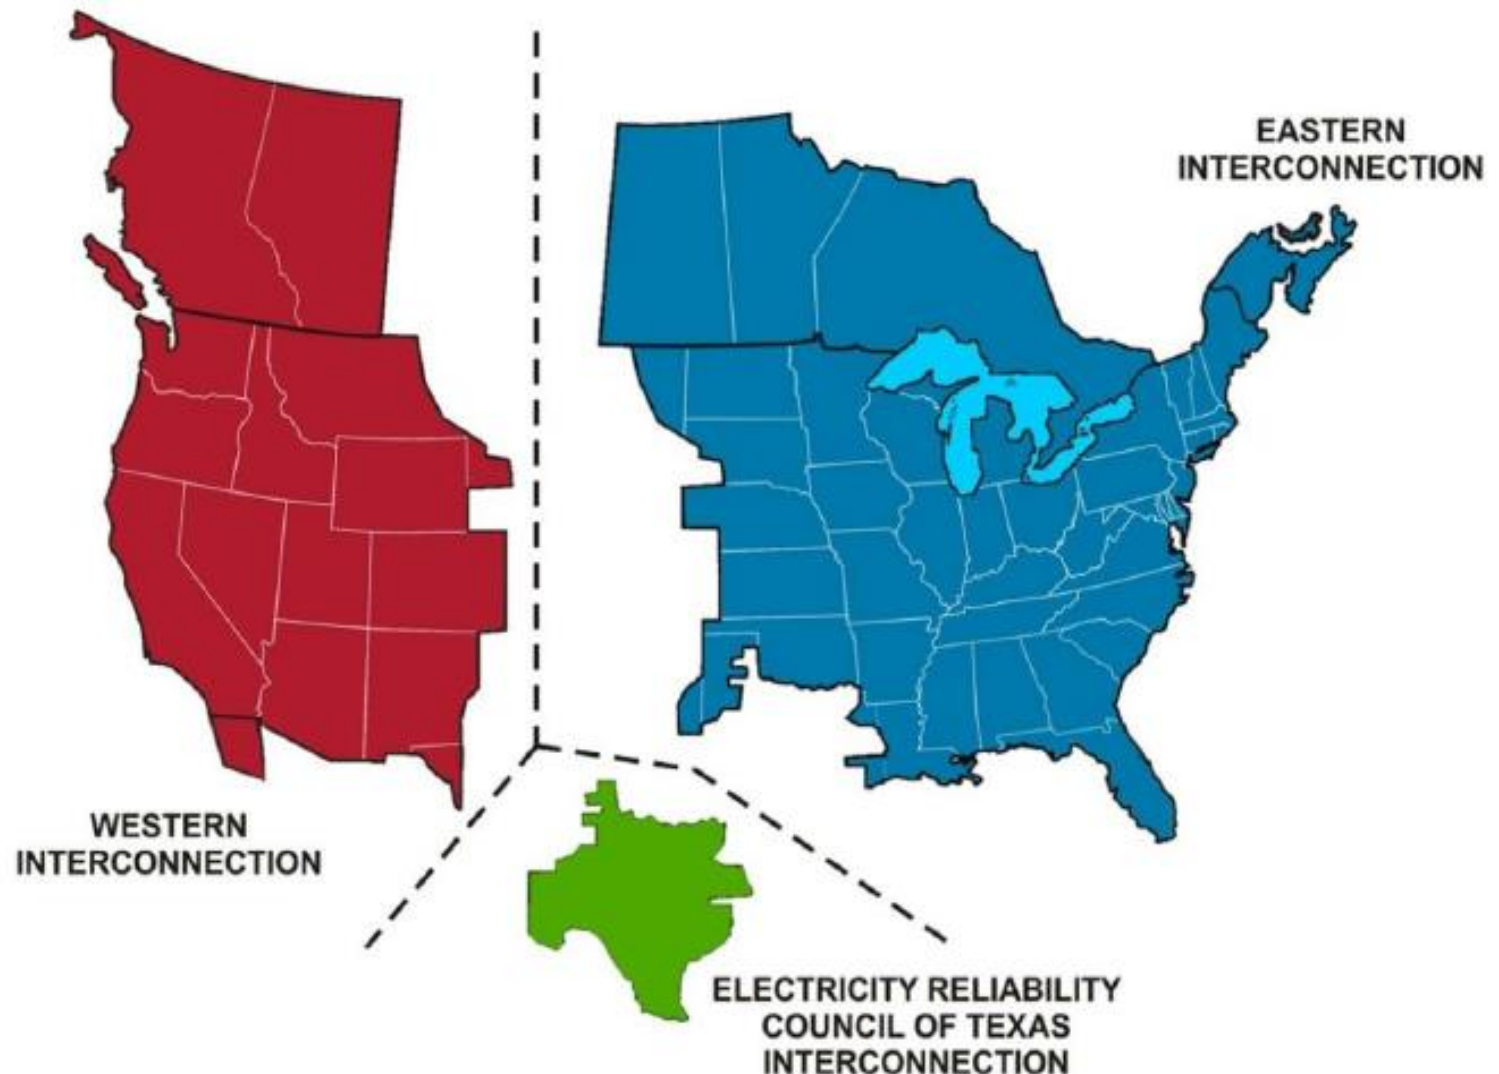 EASTERN
INTERCONNECTION
WESTERN
INTERCONNECTION
ELECTRICITY RELIABILITY
COUNCIL OF TEXAS
INTERCONNECTION